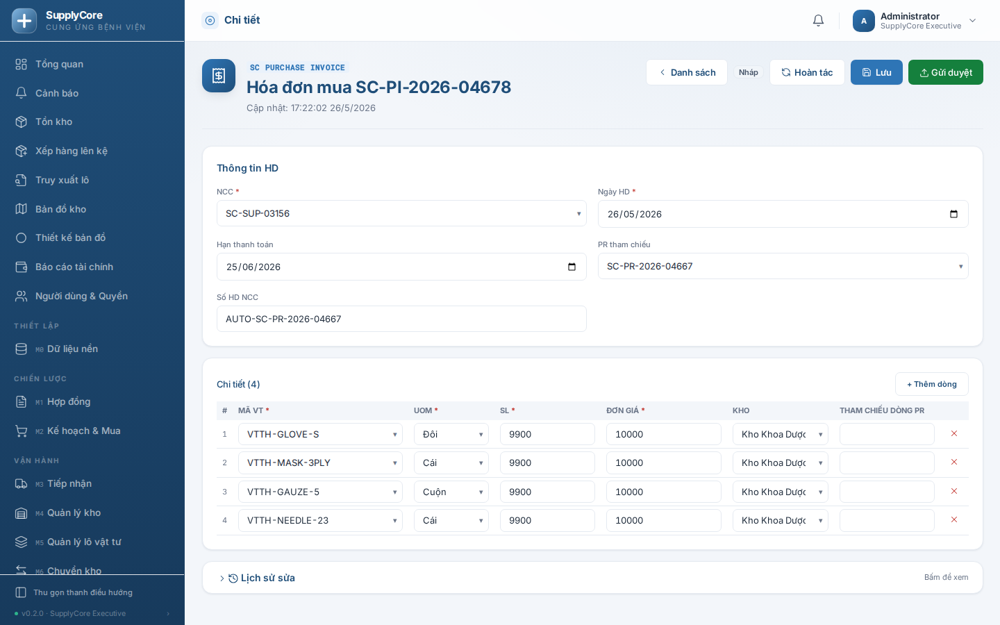 SupplyCore
CUNG ỨNG BỆNH VIỆN
Tổng quan
Cảnh báo
Tồn kho
Xếp hàng lên kệ
Truy xuất lô
Bản đồ kho
Thiết kế bản đồ
Báo cáo tài chính
Người dùng & Quyền
THIẾT LẬP
M0 Dữ liệu nền
CHIẾN LƯỢC
M1 Hợp đồng
M2 Kế hoạch & Mua
VẬN HÀNH
M3 Tiếp nhận
M4 Quản lý kho
M5 Quản lý lô vật tư
M6 Chuyển kho
Thu gọn thanh điều hướng
v0.2.0 · SupplyCore Executive
Chi tiết
A
Administrator
SupplyCore Executive
SC PURCHASE INVOICE
Hóa đơn mua SC-PI-2026-04678
Cập nhật: 17:22:02 26/5/2026
Danh sách
Nháp
Hoàn tác
Lưu
Gửi duyệt
Thông tin HD
NCC *
SC-SUP-03156
Ngày HD *
26/05/2026
Hạn thanh toán
25/06/2026
PR tham chiếu
SC-PR-2026-04667
Số HD NCC
AUTO-SC-PR-2026-04667
Chi tiết (4)
+ Thêm dòng
# MÃ VT * UOM * SL * ĐƠN GIÁ * KHO THAM CHIẾU DÒNG PR
1 VTTH-GLOVE-S Đôi 9900 10000 Kho Khoa Dược
2 VTTH-MASK-3PLY Cái 9900 10000 Kho Khoa Dược
3 VTTH-GAUZE-5 Cuộn 9900 10000 Kho Khoa Dược
4 VTTH-NEEDLE-23 Cái 9900 10000 Kho Khoa Dược
Lịch sử sửa
Bấm để xem